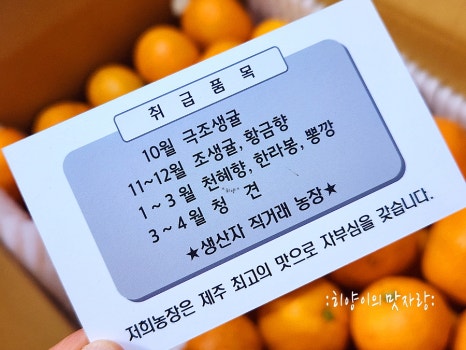 취급품목
10월 극조생귤
11~12월 조생귤, 황금향
1~3월 천혜향, 한라봉, 뽕깡
3~4월 청견
★생산자 직거래 농장★
저희농장은 제주 최고의 맛으로 자부심을 갖습니다.
:히양이의맛자랑: